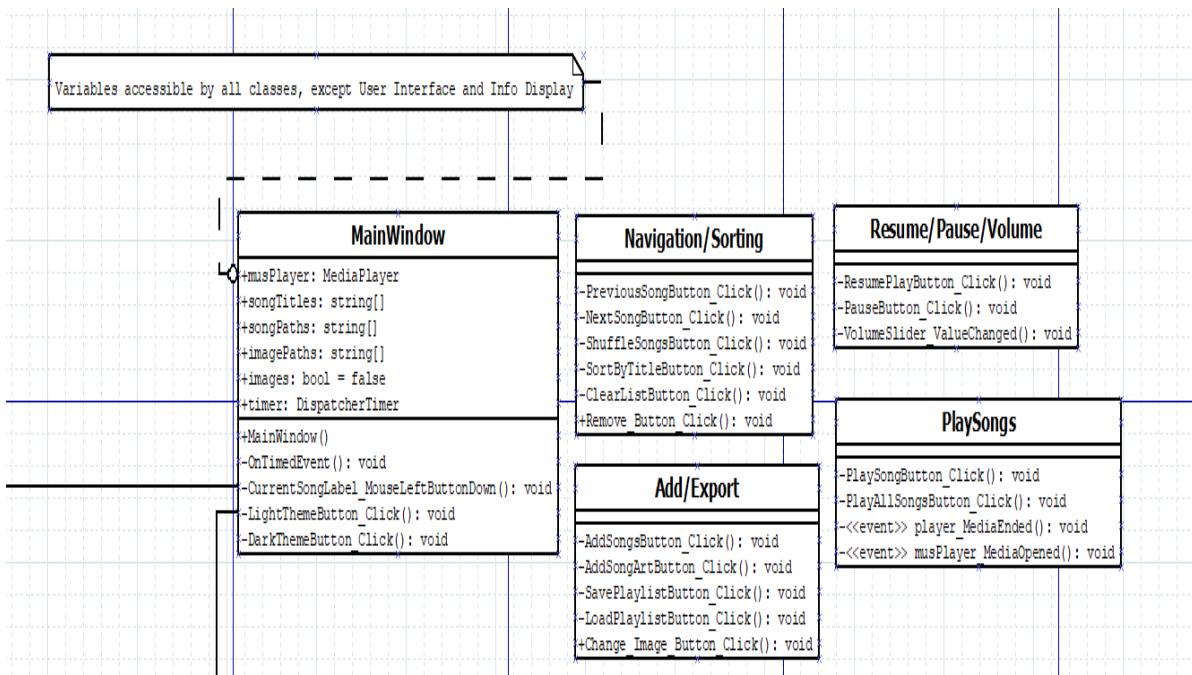 Variables accessible by all classes, except User Interface and Info Display
MainWindow
+musPlayer: MediaPlayer
+songTitles: string[]
+songPaths: string[]
+imagePaths: string[]
+images: bool = false
+timer: DispatcherTimer
+MainWindow()
-OnTimedEvent(): void
-CurrentSongLabel_MouseLeftButtonDown(): void
-LightThemeButton_Click(): void
-DarkThemeButton_Click(): void
Navigation/Sorting
-PreviousSongButton_Click(): void
-NextSongButton_Click(): void
-ShuffleSongsButton_Click(): void
-SortByTitleButton_Click(): void
-ClearListButton_Click(): void
+Remove_Button_Click(): void
Add/Export
-AddSongsButton_Click(): void
-AddSongArtButton_Click(): void
-SavePlaylistButton_Click(): void
-LoadPlaylistButton_Click(): void
+Change_Image_Button_Click(): void
Resume/Pause/Volume
-ResumePlayButton_Click(): void
-PauseButton_Click(): void
-VolumeSlider_ValueChanged(): void
PlaySongs
-PlaySongButton_Click(): void
-PlayAllSongsButton_Click(): void
-<<event>> player_MediaEnded(): void
-<<event>> musPlayer_MediaOpened(): void